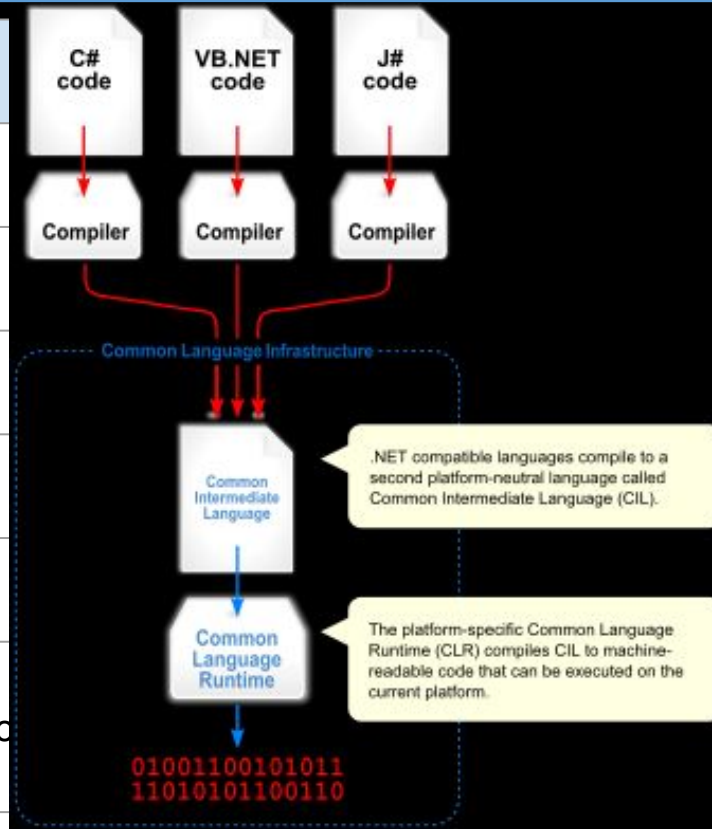 C#
code
VB.NET
code
J#
code
Compiler
Compiler
Compiler
Common Language Infrastructure
Common
Intermediate
Language
.NET compatible languages compile to a
second platform-neutral language called
Common Intermediate Language (CIL).
Common
Language
Runtime
The platform-specific Common Language
Runtime (CLR) compiles CIL to machine-
readable code that can be executed on the
current platform.
01001100101011
11010101100110